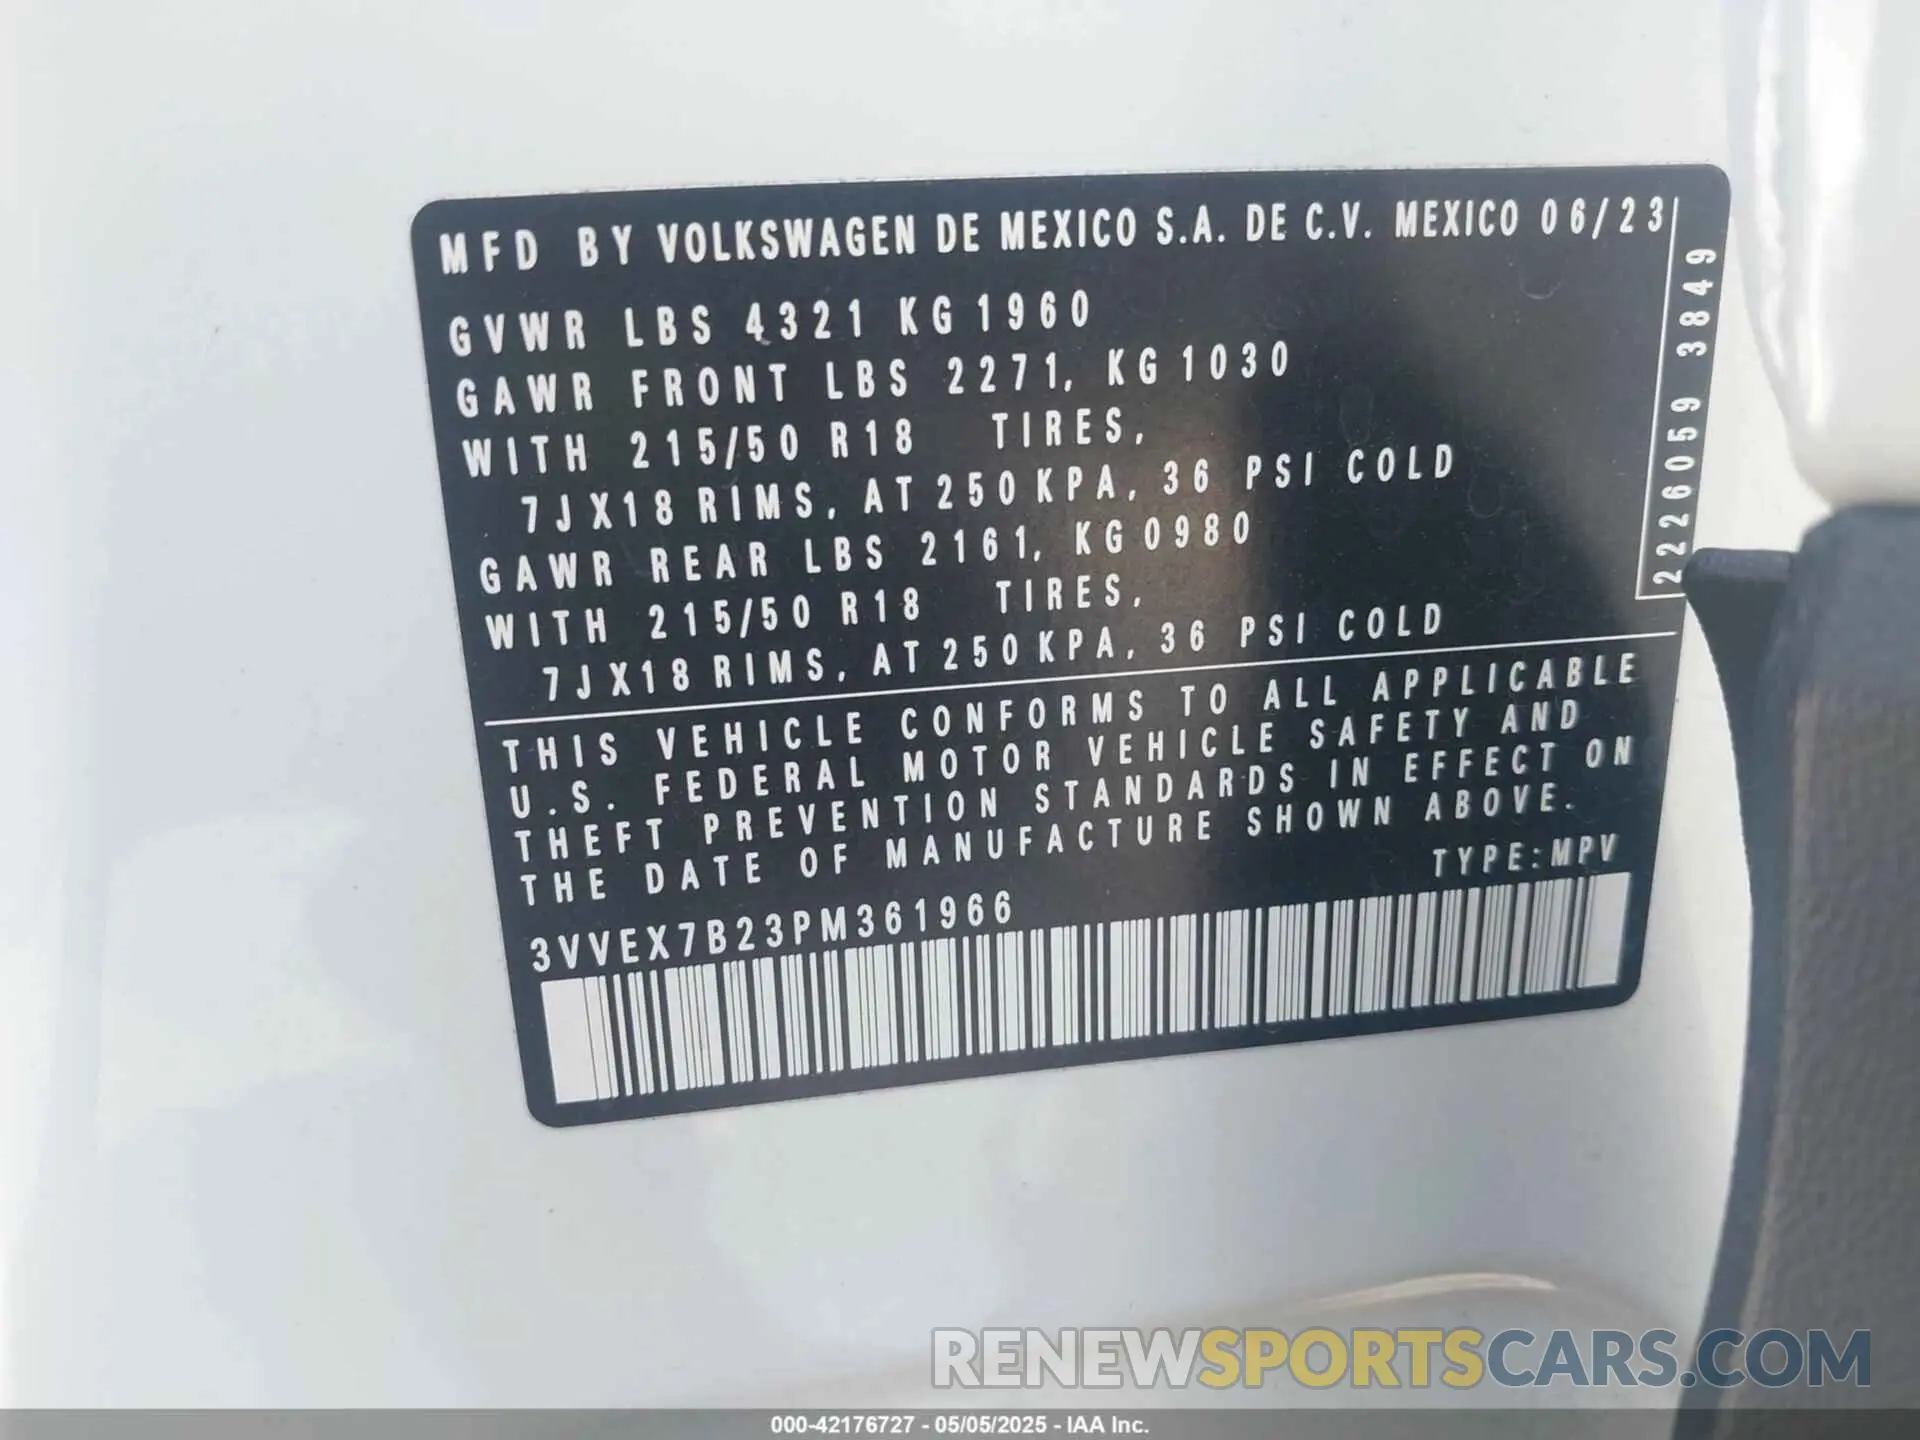 MFD BY VOLKSWAGEN DE MEXICO S.A. DE C.V. MEXICO 06/23
GVWR LBS 4321 KG 1960
GAWR FRONT LBS 2271, KG 1030
WITH 215/50 R18 TIRES,
7JX18 RIMS, AT 250 KPA, 36 PSI COLD
GAWR REAR LBS 2161, KG 0980
WITH 215/50 R18 TIRES,
7JX18 RIMS, AT 250 KPA, 36 PSI COLD
2226059 3849
THIS VEHICLE CONFORMS TO ALL APPLICABLE
U.S. FEDERAL MOTOR VEHICLE SAFETY AND
THEFT PREVENTION STANDARDS IN EFFECT ON
THE DATE OF MANUFACTURE SHOWN ABOVE.
TYPE:MPV
3VVEX7B23PM361966
RENEWSPORTSCARS.COM
000-42176727 - 05/05/2025 - IAA Inc.